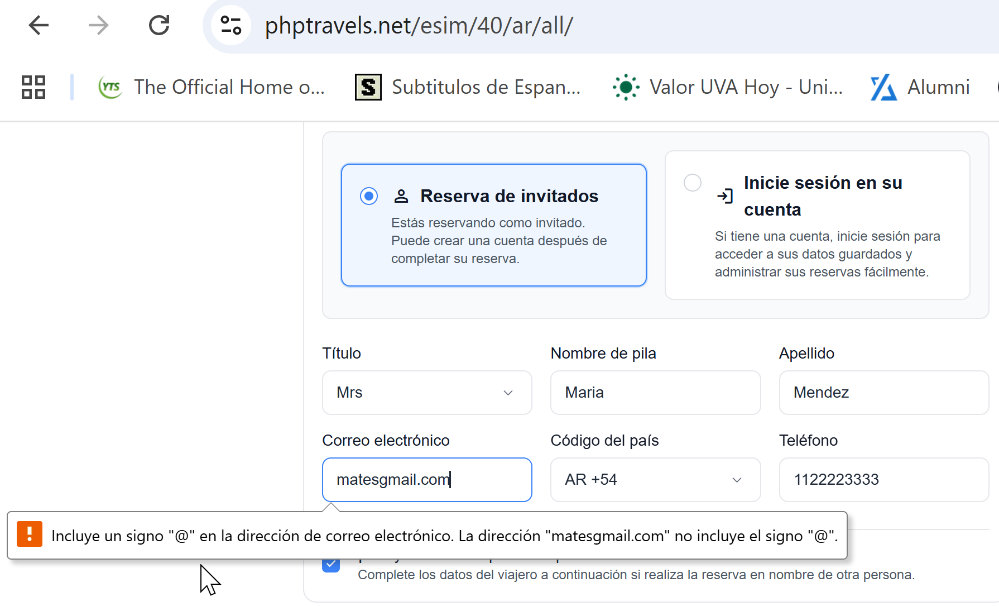 phptravels.net/esim/40/ar/all/
YTS The Official Home o... S Subtitulos de Espan... Valor UVA Hoy - Uni... Alumni
Reserva de invitados
Estás reservando como invitado.
Puede crear una cuenta después de
completar su reserva.
Inicie sesión en su
cuenta
Si tiene una cuenta, inicie sesión para
acceder a sus datos guardados y
administrar sus reservas fácilmente.
Título Nombre de pila Apellido
Mrs Maria Mendez
Correo electrónico Código del país Teléfono
matesgmail.com AR +54 1122223333
Incluye un signo "@" en la dirección de correo electrónico. La dirección "matesgmail.com" no incluye el signo "@".
Complete los datos del viajero a continuación si realiza la reserva en nombre de otra persona.